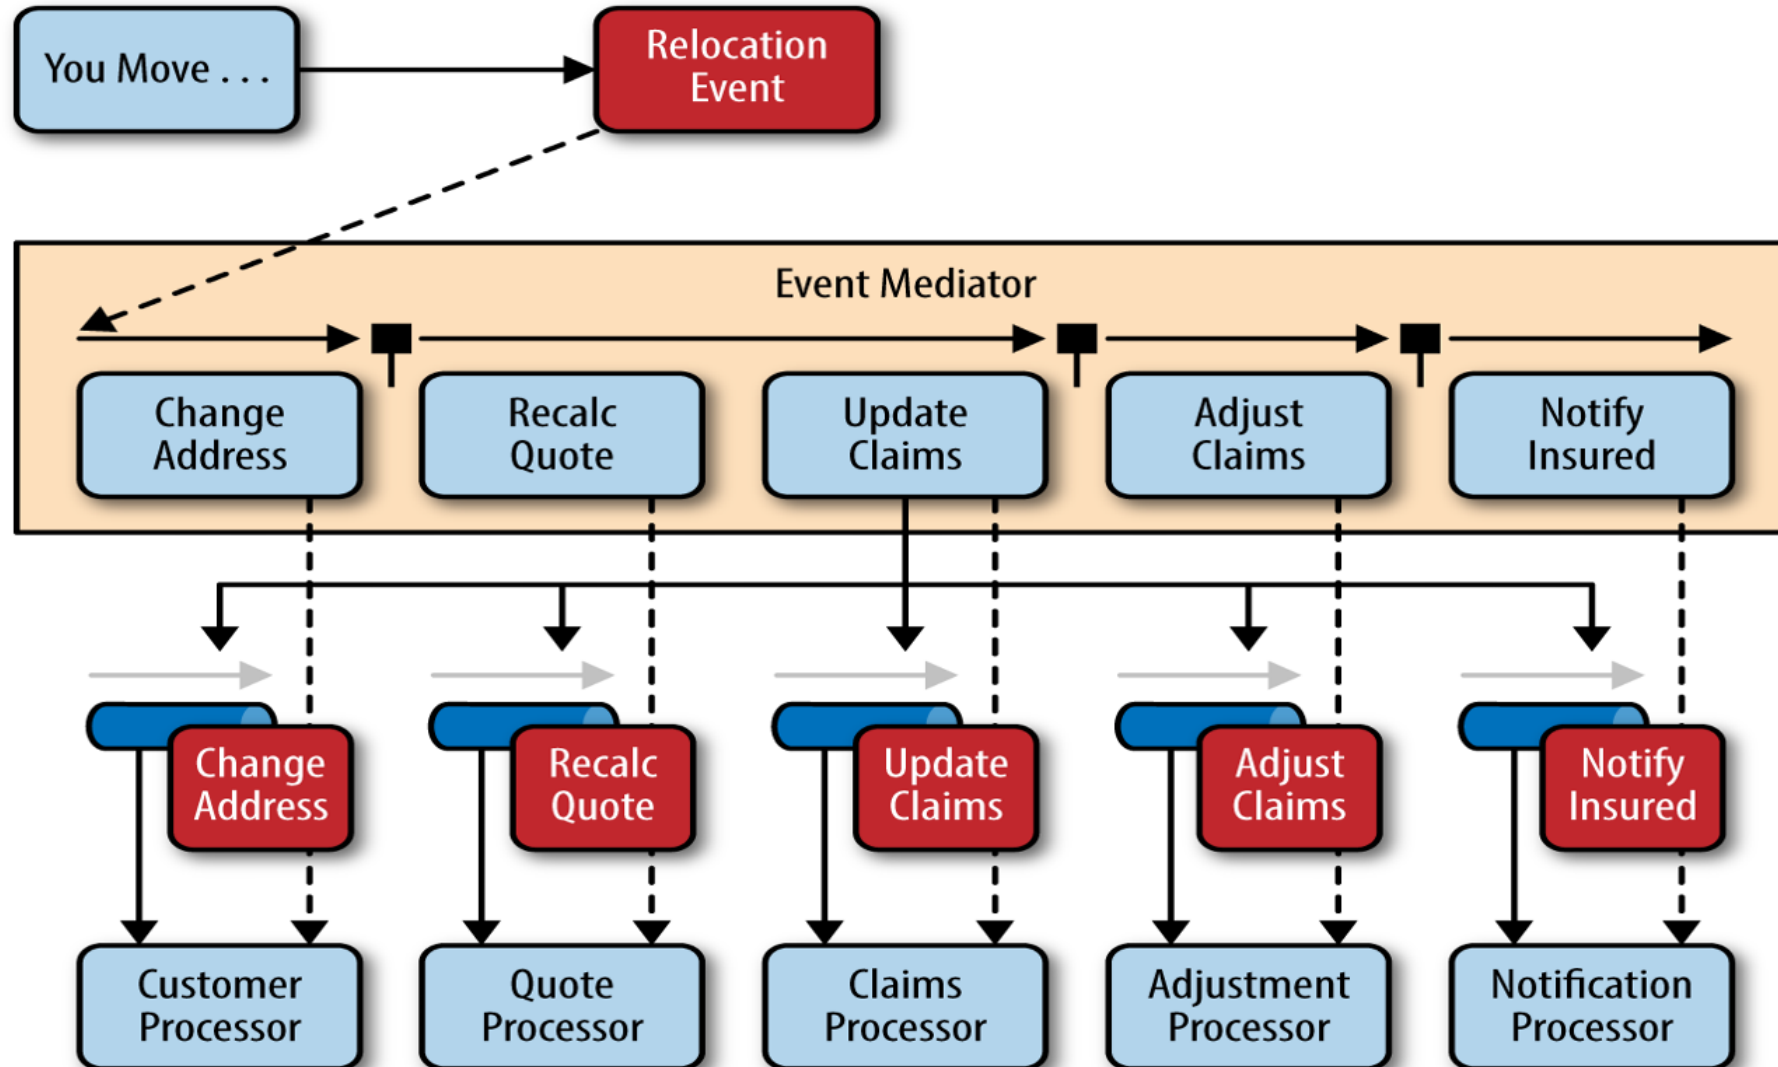 You Move . . .
Relocation
Event
Event Mediator
Change
Address
Recalc
Quote
Update
Claims
Adjust
Claims
Notify
Insured
Change
Address
Recalc
Quote
Update
Claims
Adjust
Claims
Notify
Insured
Customer
Processor
Quote
Processor
Claims
Processor
Adjustment
Processor
Notification
Processor